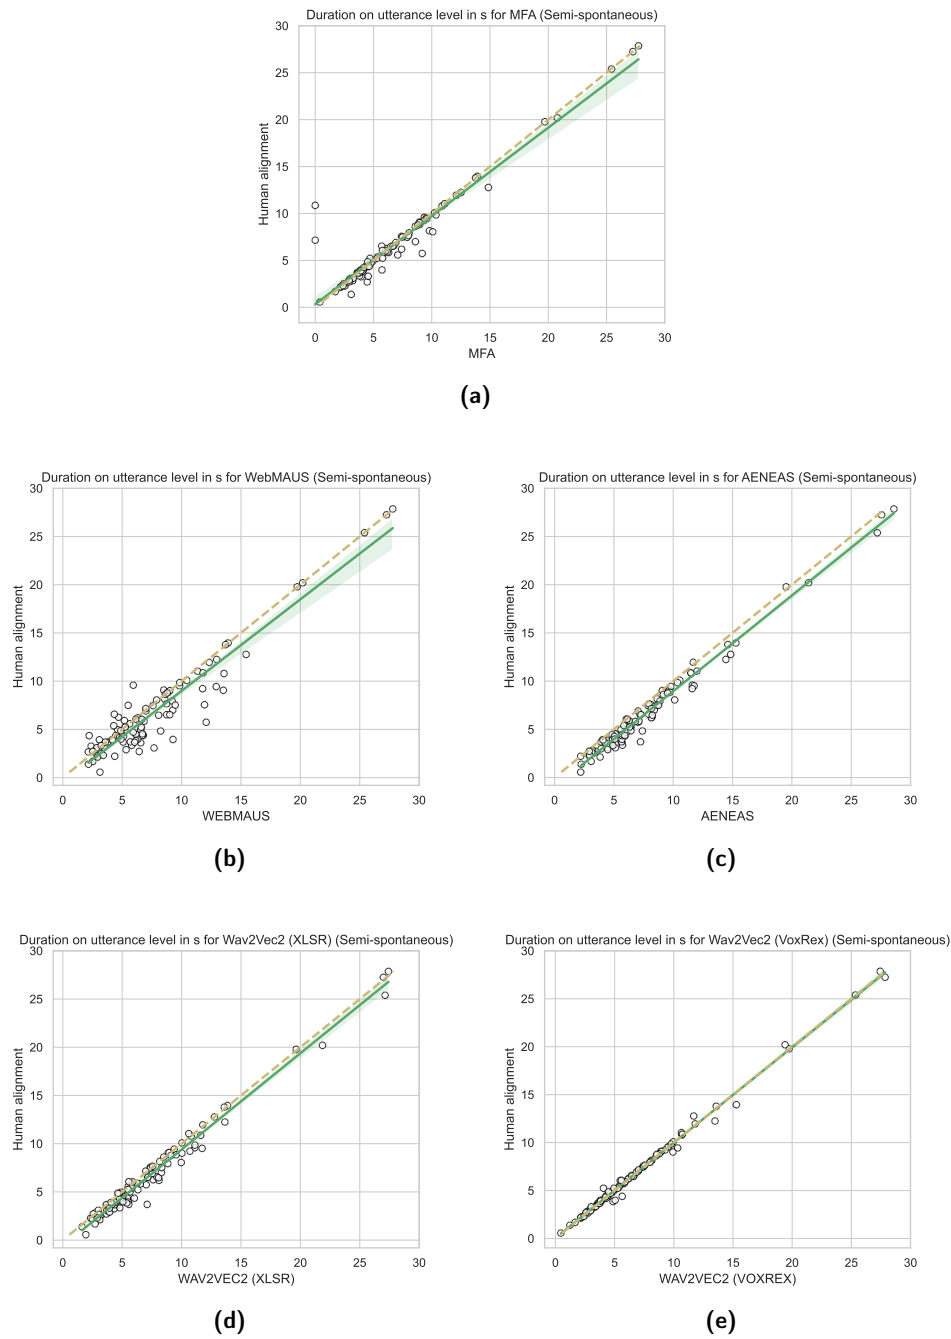 Duration on utterance level in s for MFA (Semi-spontaneous)
30
25
20
15
10
5
0
Human alignment
0 5 10 15 20 25 30
MFA
(a)
Duration on utterance level in s for WebMAUS (Semi-spontaneous)
30
25
20
15
10
5
0
Human alignment
0 5 10 15 20 25 30
WEBMAUS
(b)
Duration on utterance level in s for AENEAS (Semi-spontaneous)
30
25
20
15
10
5
0
Human alignment
0 5 10 15 20 25 30
AENEAS
(c)
Duration on utterance level in s for Wav2Vec2 (XLSR) (Semi-spontaneous)
30
25
20
15
10
5
0
Human alignment
0 5 10 15 20 25 30
WAV2VEC2 (XLSR)
(d)
Duration on utterance level in s for Wav2Vec2 (VoxRex) (Semi-spontaneous)
30
25
20
15
10
5
0
Human alignment
0 5 10 15 20 25 30
WAV2VEC2 (VOXREX)
(e)